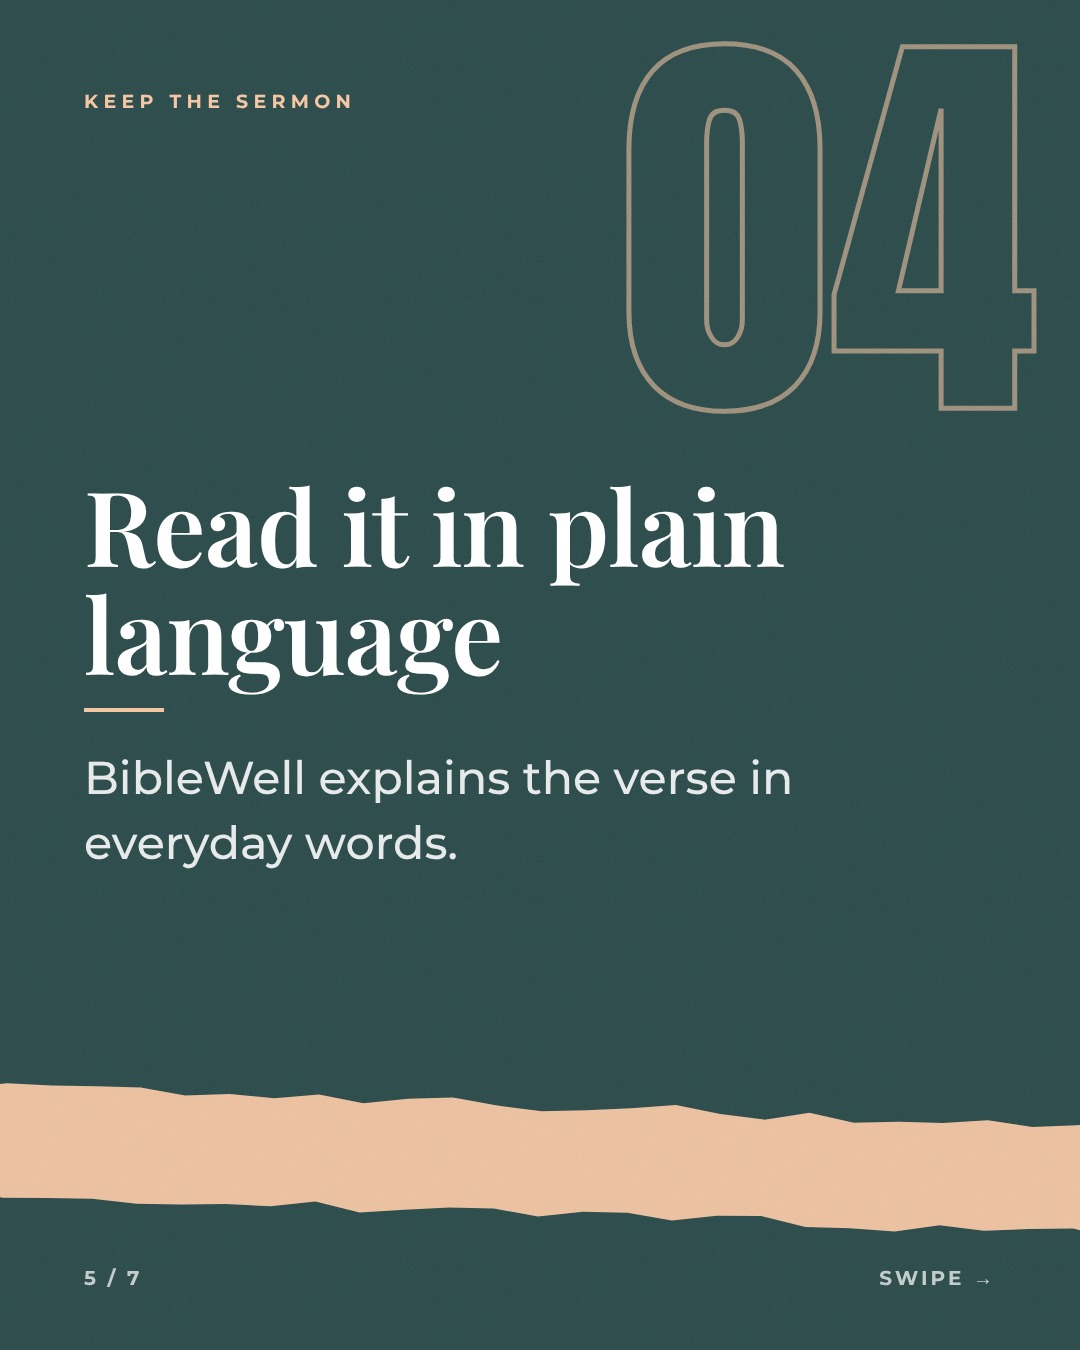 KEEP THE SERMON
04
Read it in plain
language
BibleWell explains the verse in
everyday words.
5 / 7
SWIPE →